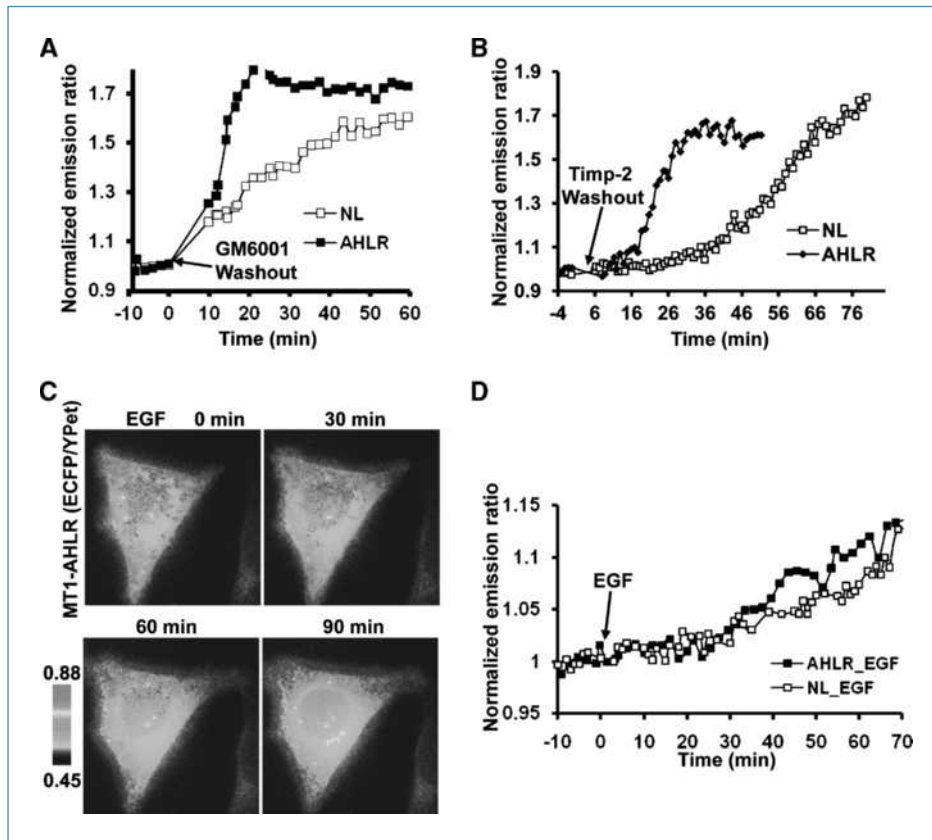 A
Normalized emission ratio
1.7
1.5
1.3
1.1
0.9
NL
AHLR
GM6001
Washout
-10 0 10 20 30 40 50 60
Time (min)
B
Normalized emission ratio
1.9
1.7
1.5
1.3
1.1
0.9
Timp-2
Washout
NL
AHLR
-4 6 16 26 36 46 56 66 76
Time (min)
C
MT1-AHLR (ECFP/YPet)
EGF 0 min
30 min
60 min
90 min
0.88
0.45
D
Normalized emission ratio
1.15
1.1
1.05
1
0.95
EGF
AHLR_EGF
NL_EGF
-10 0 10 20 30 40 50 60 70
Time (min)